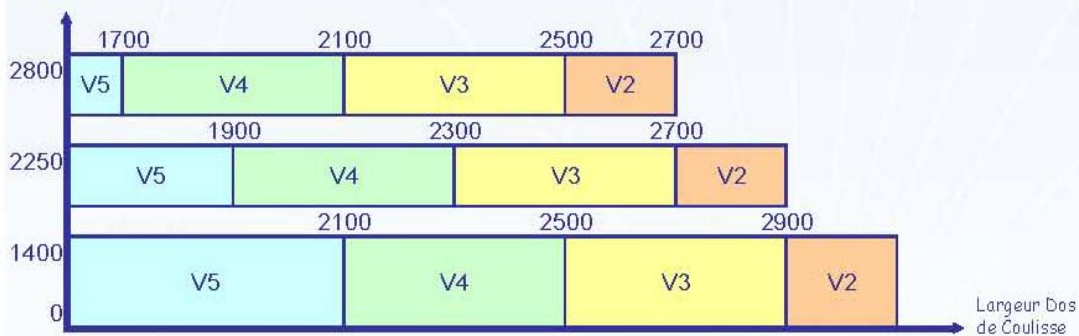 1700 2100 2500 2700
2800 V5 V4 V3 V2
1900 2300 2700
2250 V5 V4 V3 V2
2100 2500 2900
1400
V5 V4 V3 V2
0
Largeur Dos
de Coulisse